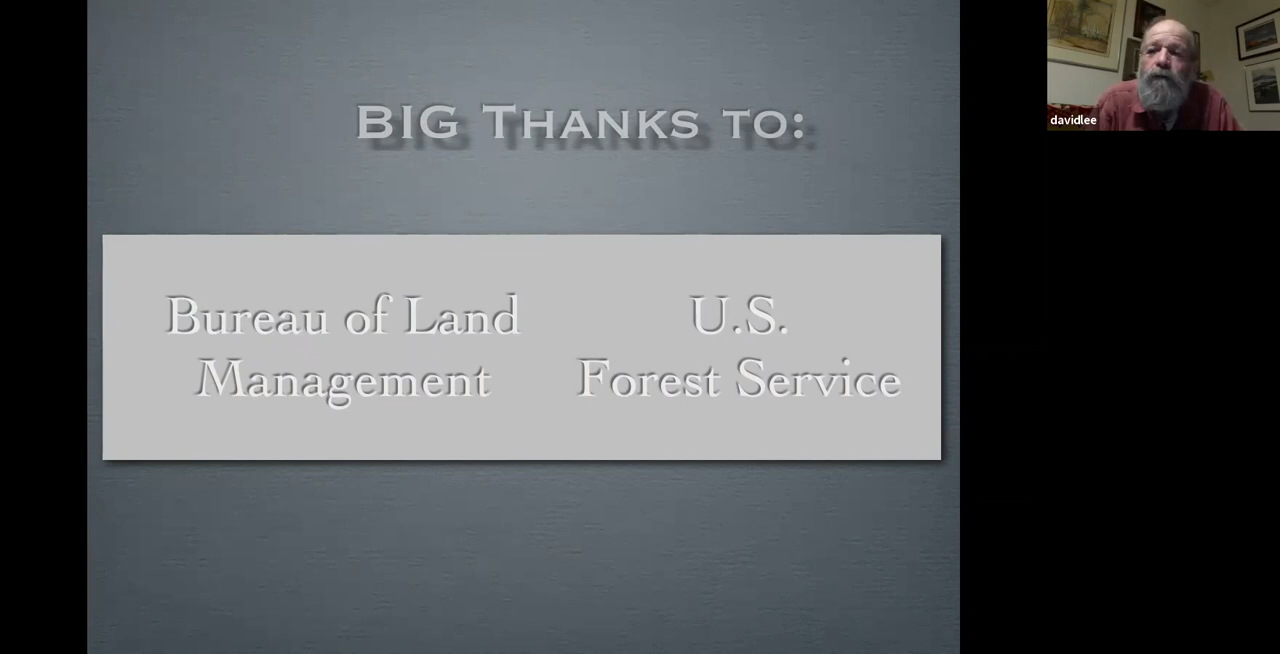 BIG THANKS TO:
Bureau of Land
Management
U.S.
Forest Service
davidlee